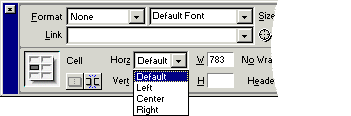 Format None Default Font Size
Link
Cell Horz Default W 783 No Wra
Default
Vert H Heade
Left
Center
Right